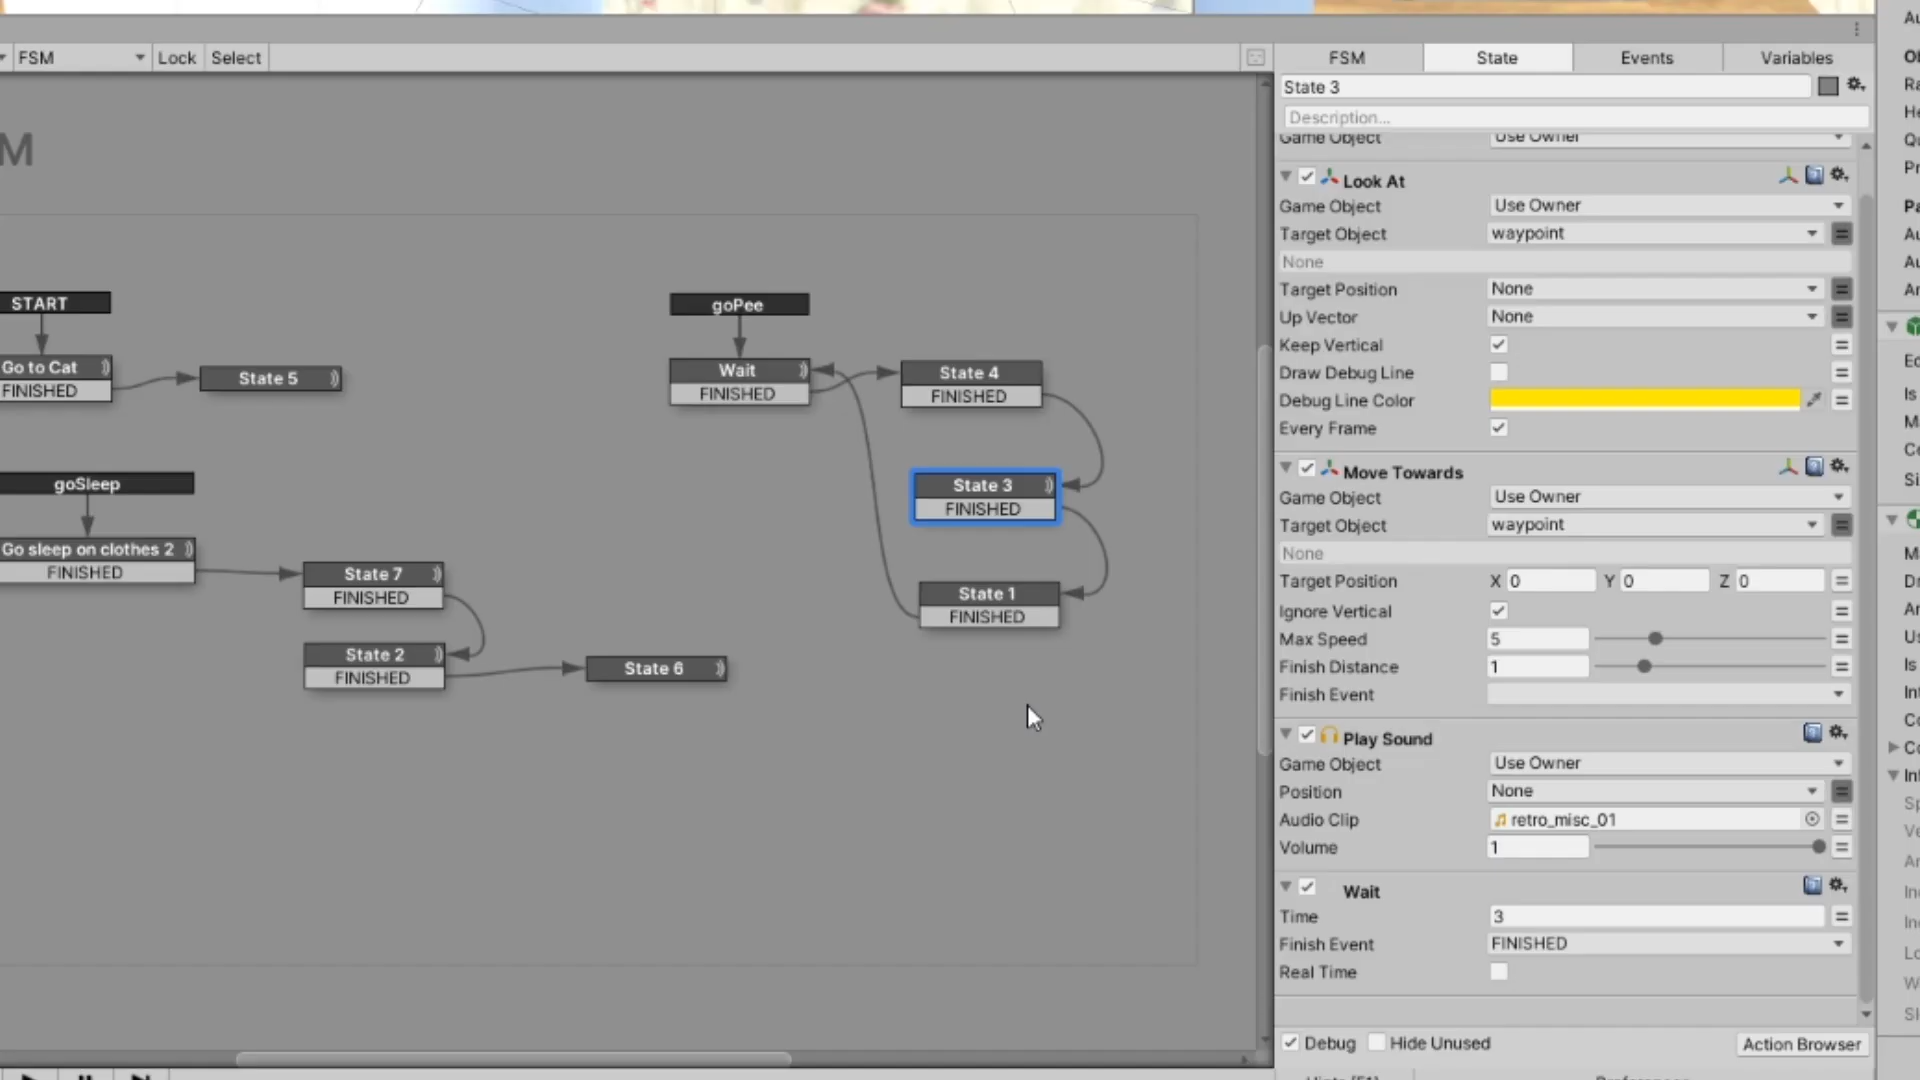 FSM Lock Select
FSM State Events Variables
State 3
Description...
M
Game Object Use Owner
Look At
Game Object Use Owner
Target Object waypoint
None
Target Position None
Up Vector None
Keep Vertical
Draw Debug Line
Debug Line Color
Every Frame
Move Towards
Game Object Use Owner
Target Object waypoint
None
Target Position X 0 Y 0 Z 0
Ignore Vertical
Max Speed 5
Finish Distance 1
Finish Event
Play Sound
Game Object Use Owner
Position None
Audio Clip retro_misc_01
Volume 1
Wait
Time 3
Finish Event FINISHED
Real Time
Debug Hide Unused Action Browser
START
Go to Cat
FINISHED
State 5
goSleep
Go sleep on clothes 2
FINISHED
State 7
FINISHED
State 2
FINISHED
State 6
goPee
Wait
FINISHED
State 4
FINISHED
State 3
FINISHED
State 1
FINISHED